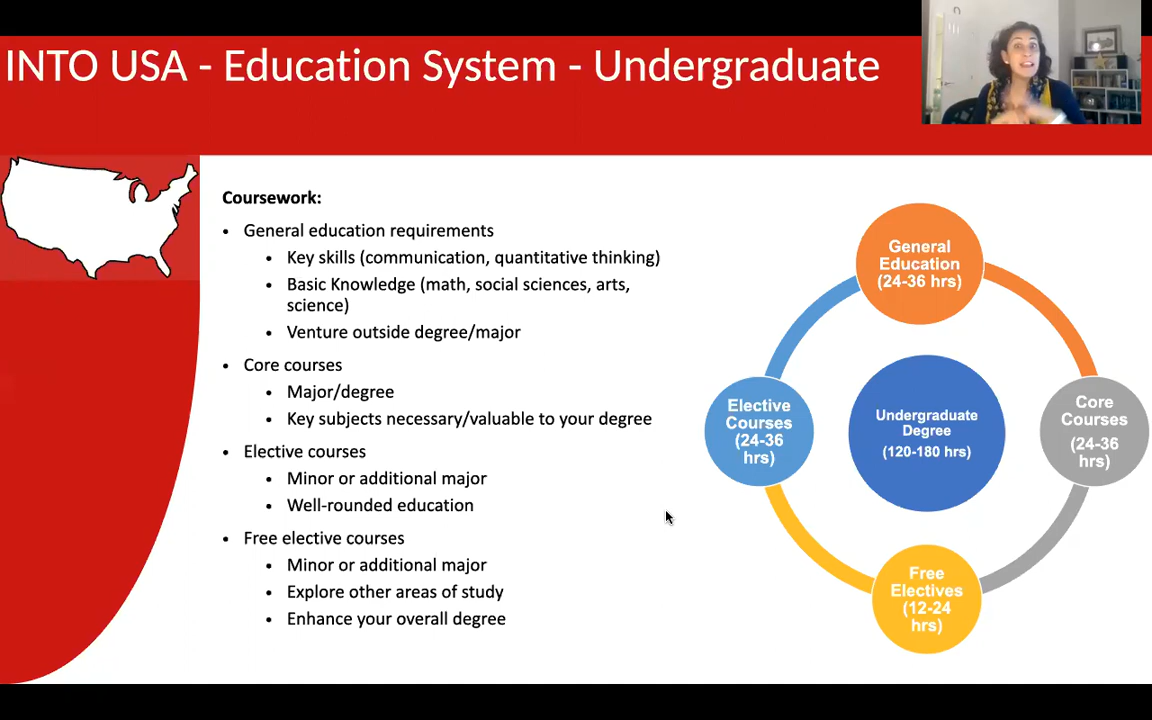 INTO USA - Education System - Undergraduate
Coursework:
• General education requirements
• Key skills (communication, quantitative thinking)
• Basic Knowledge (math, social sciences, arts,
science)
• Venture outside degree/major
• Core courses
• Major/degree
• Key subjects necessary/valuable to your degree
• Elective courses
• Minor or additional major
• Well-rounded education
• Free elective courses
• Minor or additional major
• Explore other areas of study
• Enhance your overall degree
General
Education
(24-36 hrs)
Core
Courses
(24-36
hrs)
Free
Electives
(12-24
hrs)
Elective
Courses
(24-36
hrs)
Undergraduate
Degree
(120-180 hrs)